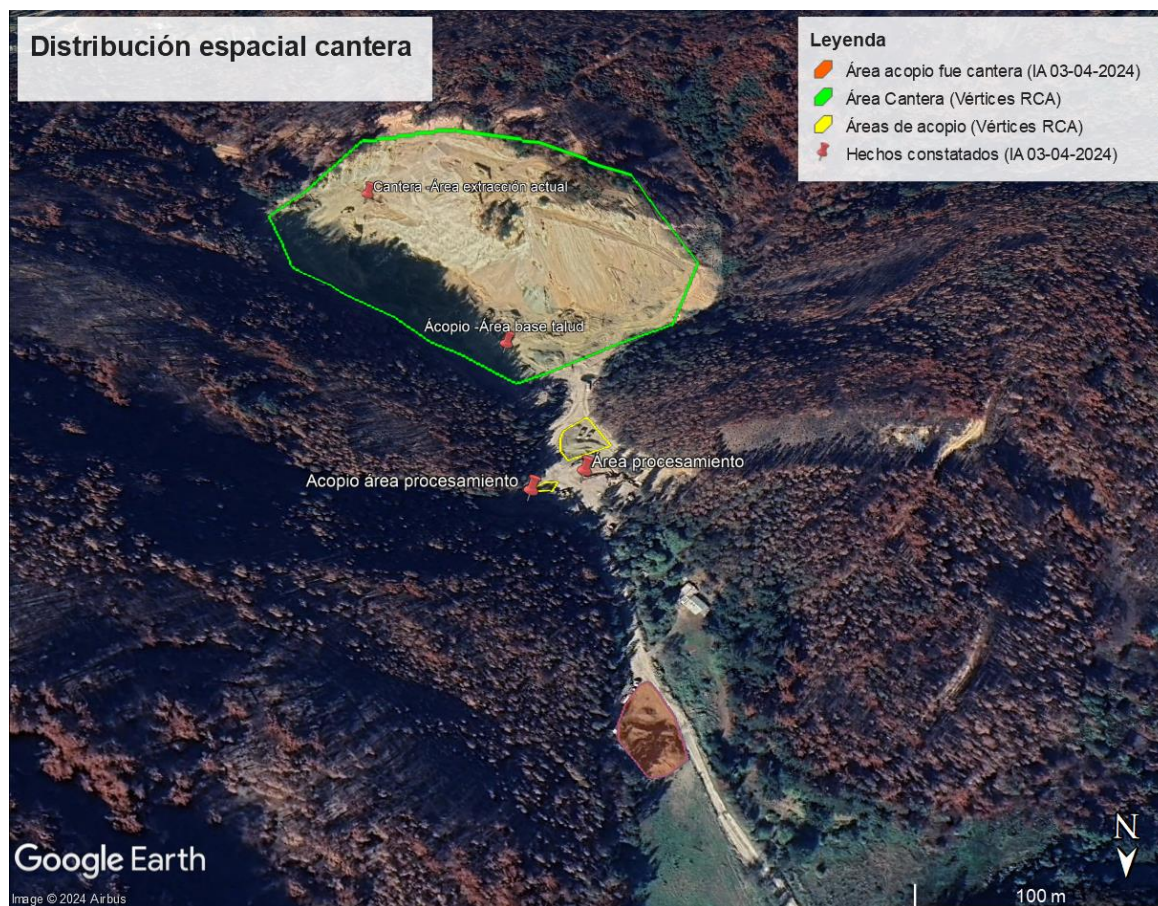 Distribución espacial cantera
Leyenda
Área acopio fue cantera (IA 03-04-2024)
Área Cantera (Vértices RCA)
Áreas de acopio (Vértices RCA)
Hechos constatados (IA 03-04-2024)
Cantera -Área extracción actual
Ácopio -Área base talud
Área procesamiento
Acopio área procesamiento
N
Google Earth
Image © 2024 Airbus
100 m